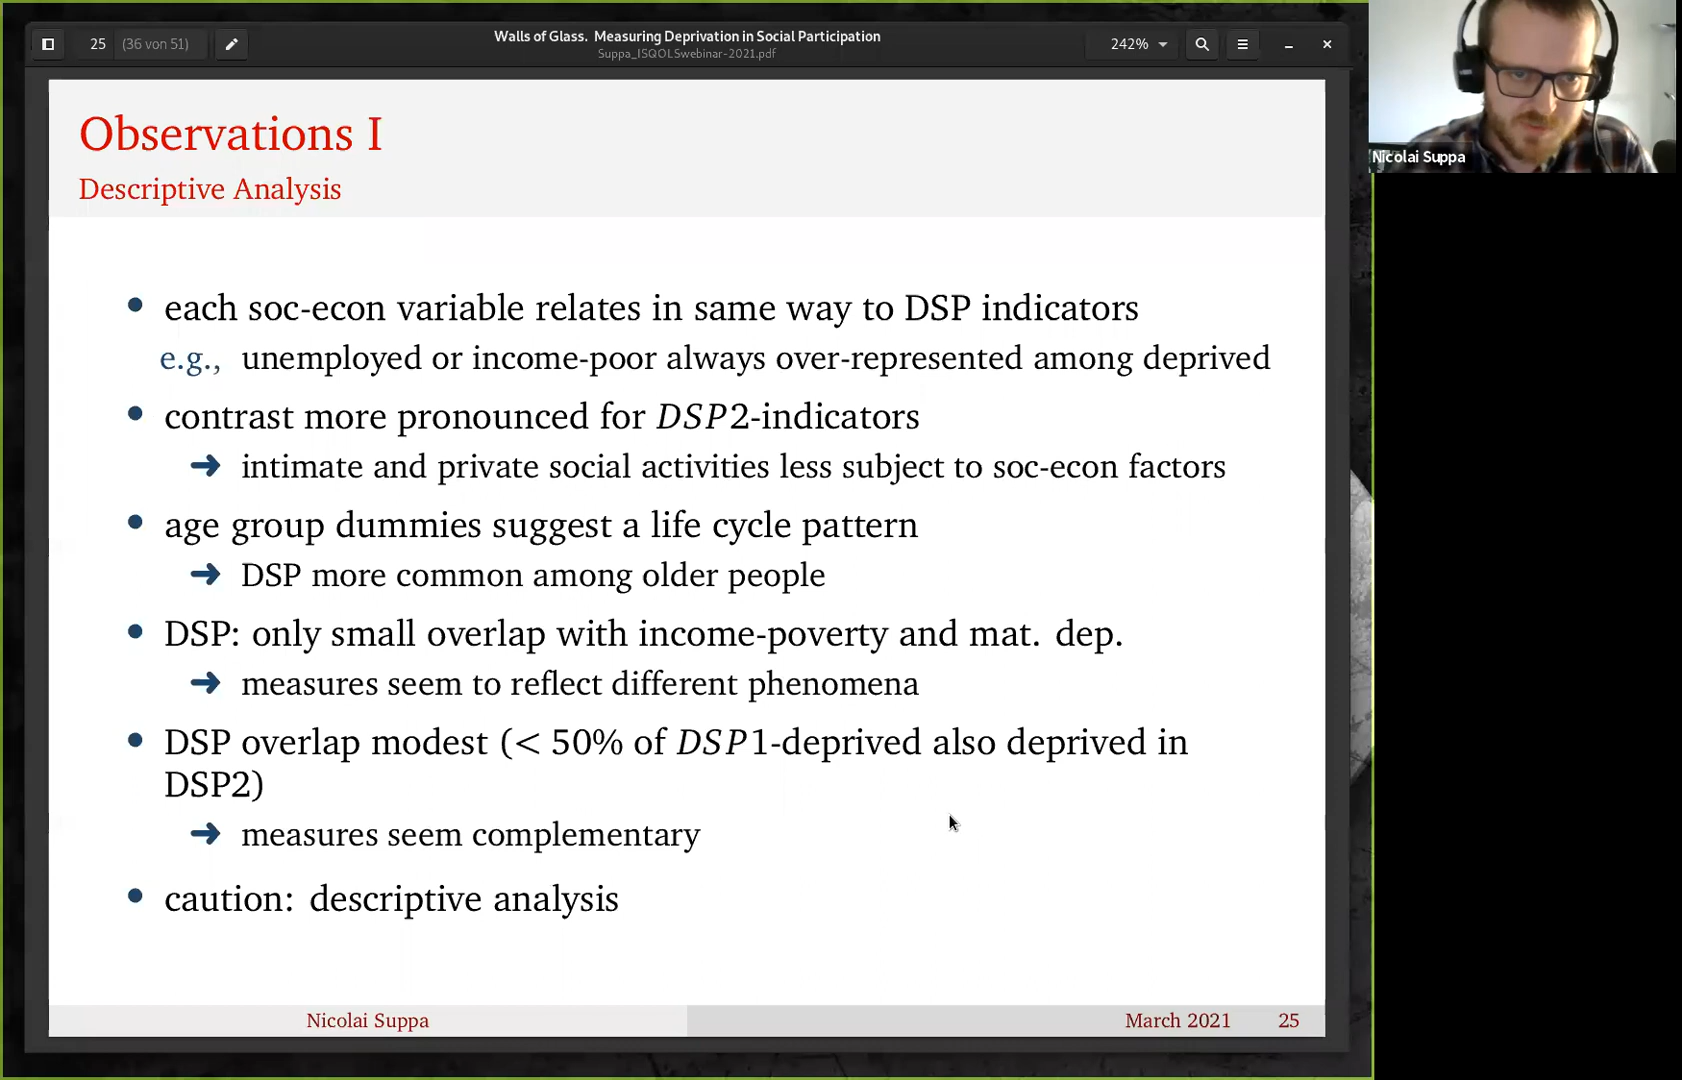 25 (36 von 51)
Walls of Glass. Measuring Deprivation in Social Participation
Suppa_ISQOLSwebinar-2021.pdf
242%
Nicolai Suppa
Observations I
Descriptive Analysis
• each soc-econ variable relates in same way to DSP indicators
e.g., unemployed or income-poor always over-represented among deprived
• contrast more pronounced for DSP2-indicators
➜ intimate and private social activities less subject to soc-econ factors
• age group dummies suggest a life cycle pattern
➜ DSP more common among older people
• DSP: only small overlap with income-poverty and mat. dep.
➜ measures seem to reflect different phenomena
• DSP overlap modest (< 50% of DSP1-deprived also deprived in
DSP2)
➜ measures seem complementary
• caution: descriptive analysis
Nicolai Suppa
March 2021 25